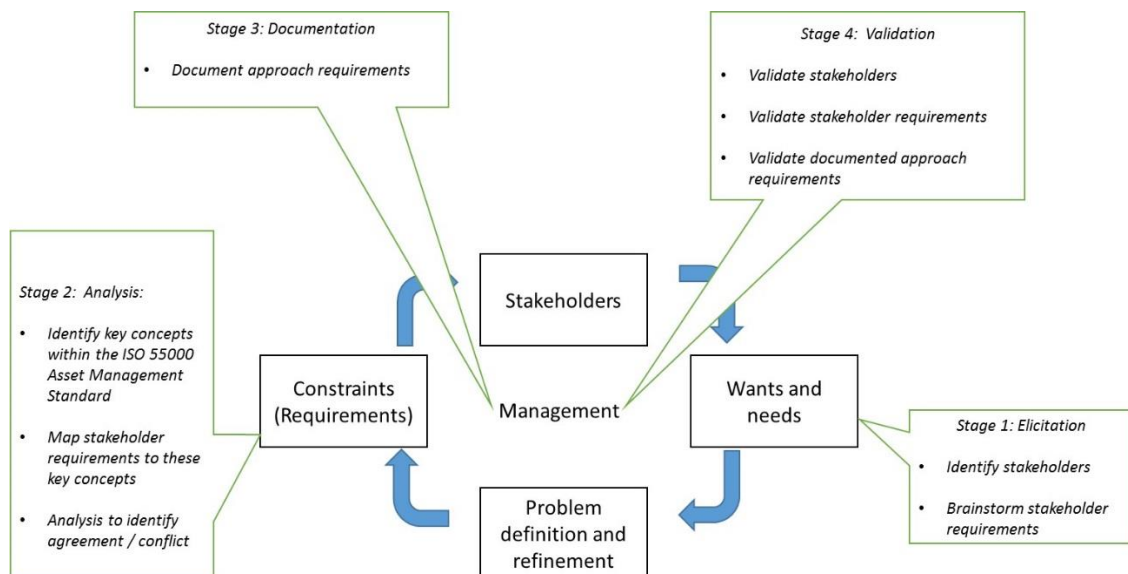 Stage 3: Documentation
• Document approach requirements
Stage 4: Validation
• Validate stakeholders
• Validate stakeholder requirements
• Validate documented approach
requirements
Stage 2: Analysis:
• Identify key concepts
within the ISO 55000
Asset Management
Standard
• Map stakeholder
requirements to these
key concepts
• Analysis to identify
agreement / conflict
Stakeholders
Constraints
(Requirements)
Management
Wants and
needs
Problem
definition and
refinement
Stage 1: Elicitation
• Identify stakeholders
• Brainstorm stakeholder
requirements